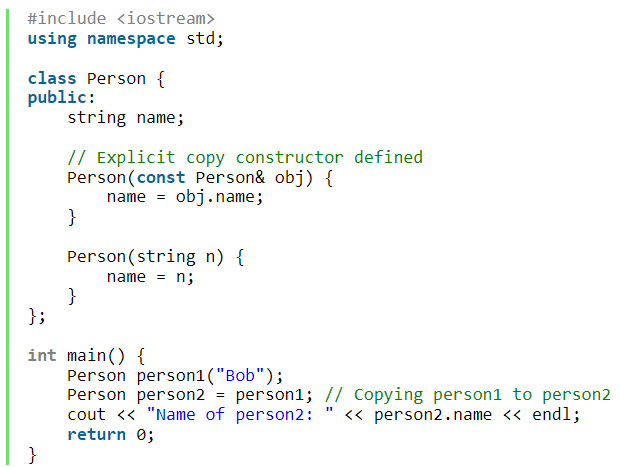 #include <iostream>
using namespace std;

class Person {
public:
    string name;

    // Explicit copy constructor defined
    Person(const Person& obj) {
        name = obj.name;
    }

    Person(string n) {
        name = n;
    }
};

int main() {
    Person person1("Bob");
    Person person2 = person1; // Copying person1 to person2
    cout << "Name of person2: " << person2.name << endl;
    return 0;
}